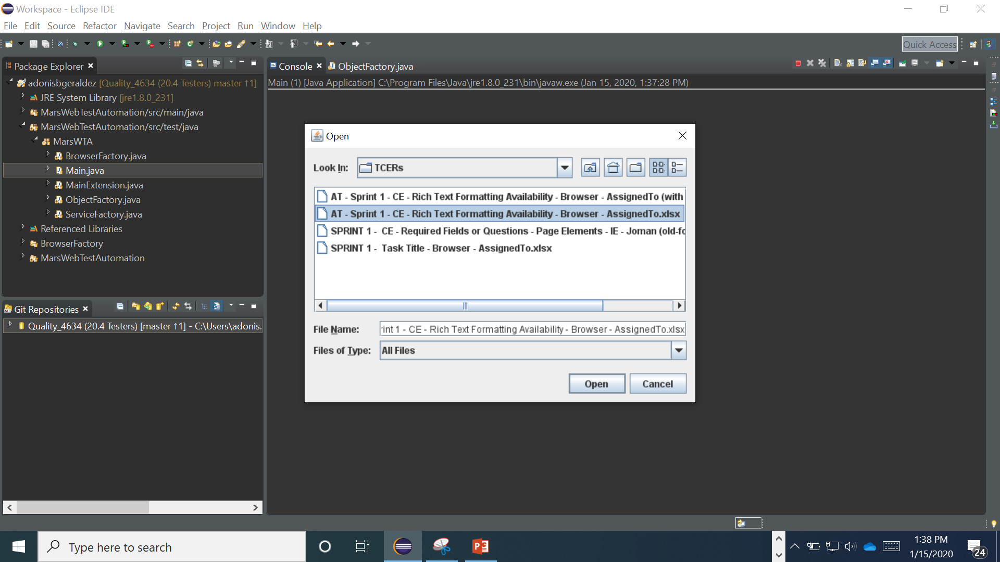 Workspace - Eclipse IDE
File Edit Source Refactor Navigate Search Project Run Window Help
Quick Access
Package Explorer
adonisbgeraldez [Quality_4634 (20.4 Testers) master ↑1]
JRE System Library [jre1.8.0_231]
MarsWebTestAutomation/src/main/java
MarsWebTestAutomation/src/test/java
MarsWTA
BrowserFactory.java
Main.java
MainExtension.java
ObjectFactory.java
ServiceFactory.java
Referenced Libraries
BrowserFactory
MarsWebTestAutomation
Git Repositories
Quality_4634 (20.4 Testers) [master ↑1] - C:\Users\adonis.
Console ObjectFactory.java
Main (1) [Java Application] C:\Program Files\Java\jre1.8.0_231\bin\javaw.exe (Jan 15, 2020, 1:37:28 PM)
Open
Look In: TCERs
AT - Sprint 1 - CE - Rich Text Formatting Availability - Browser - AssignedTo (with
AT - Sprint 1 - CE - Rich Text Formatting Availability - Browser - AssignedTo.xlsx
SPRINT 1 - CE - Required Fields or Questions - Page Elements - IE - Joman (old-fo
SPRINT 1 - Task Title - Browser - AssignedTo.xlsx
File Name: rint 1 - CE - Rich Text Formatting Availability - Browser - AssignedTo.xlsx
Files of Type: All Files
Open Cancel
Type here to search
1:38 PM
1/15/2020
24